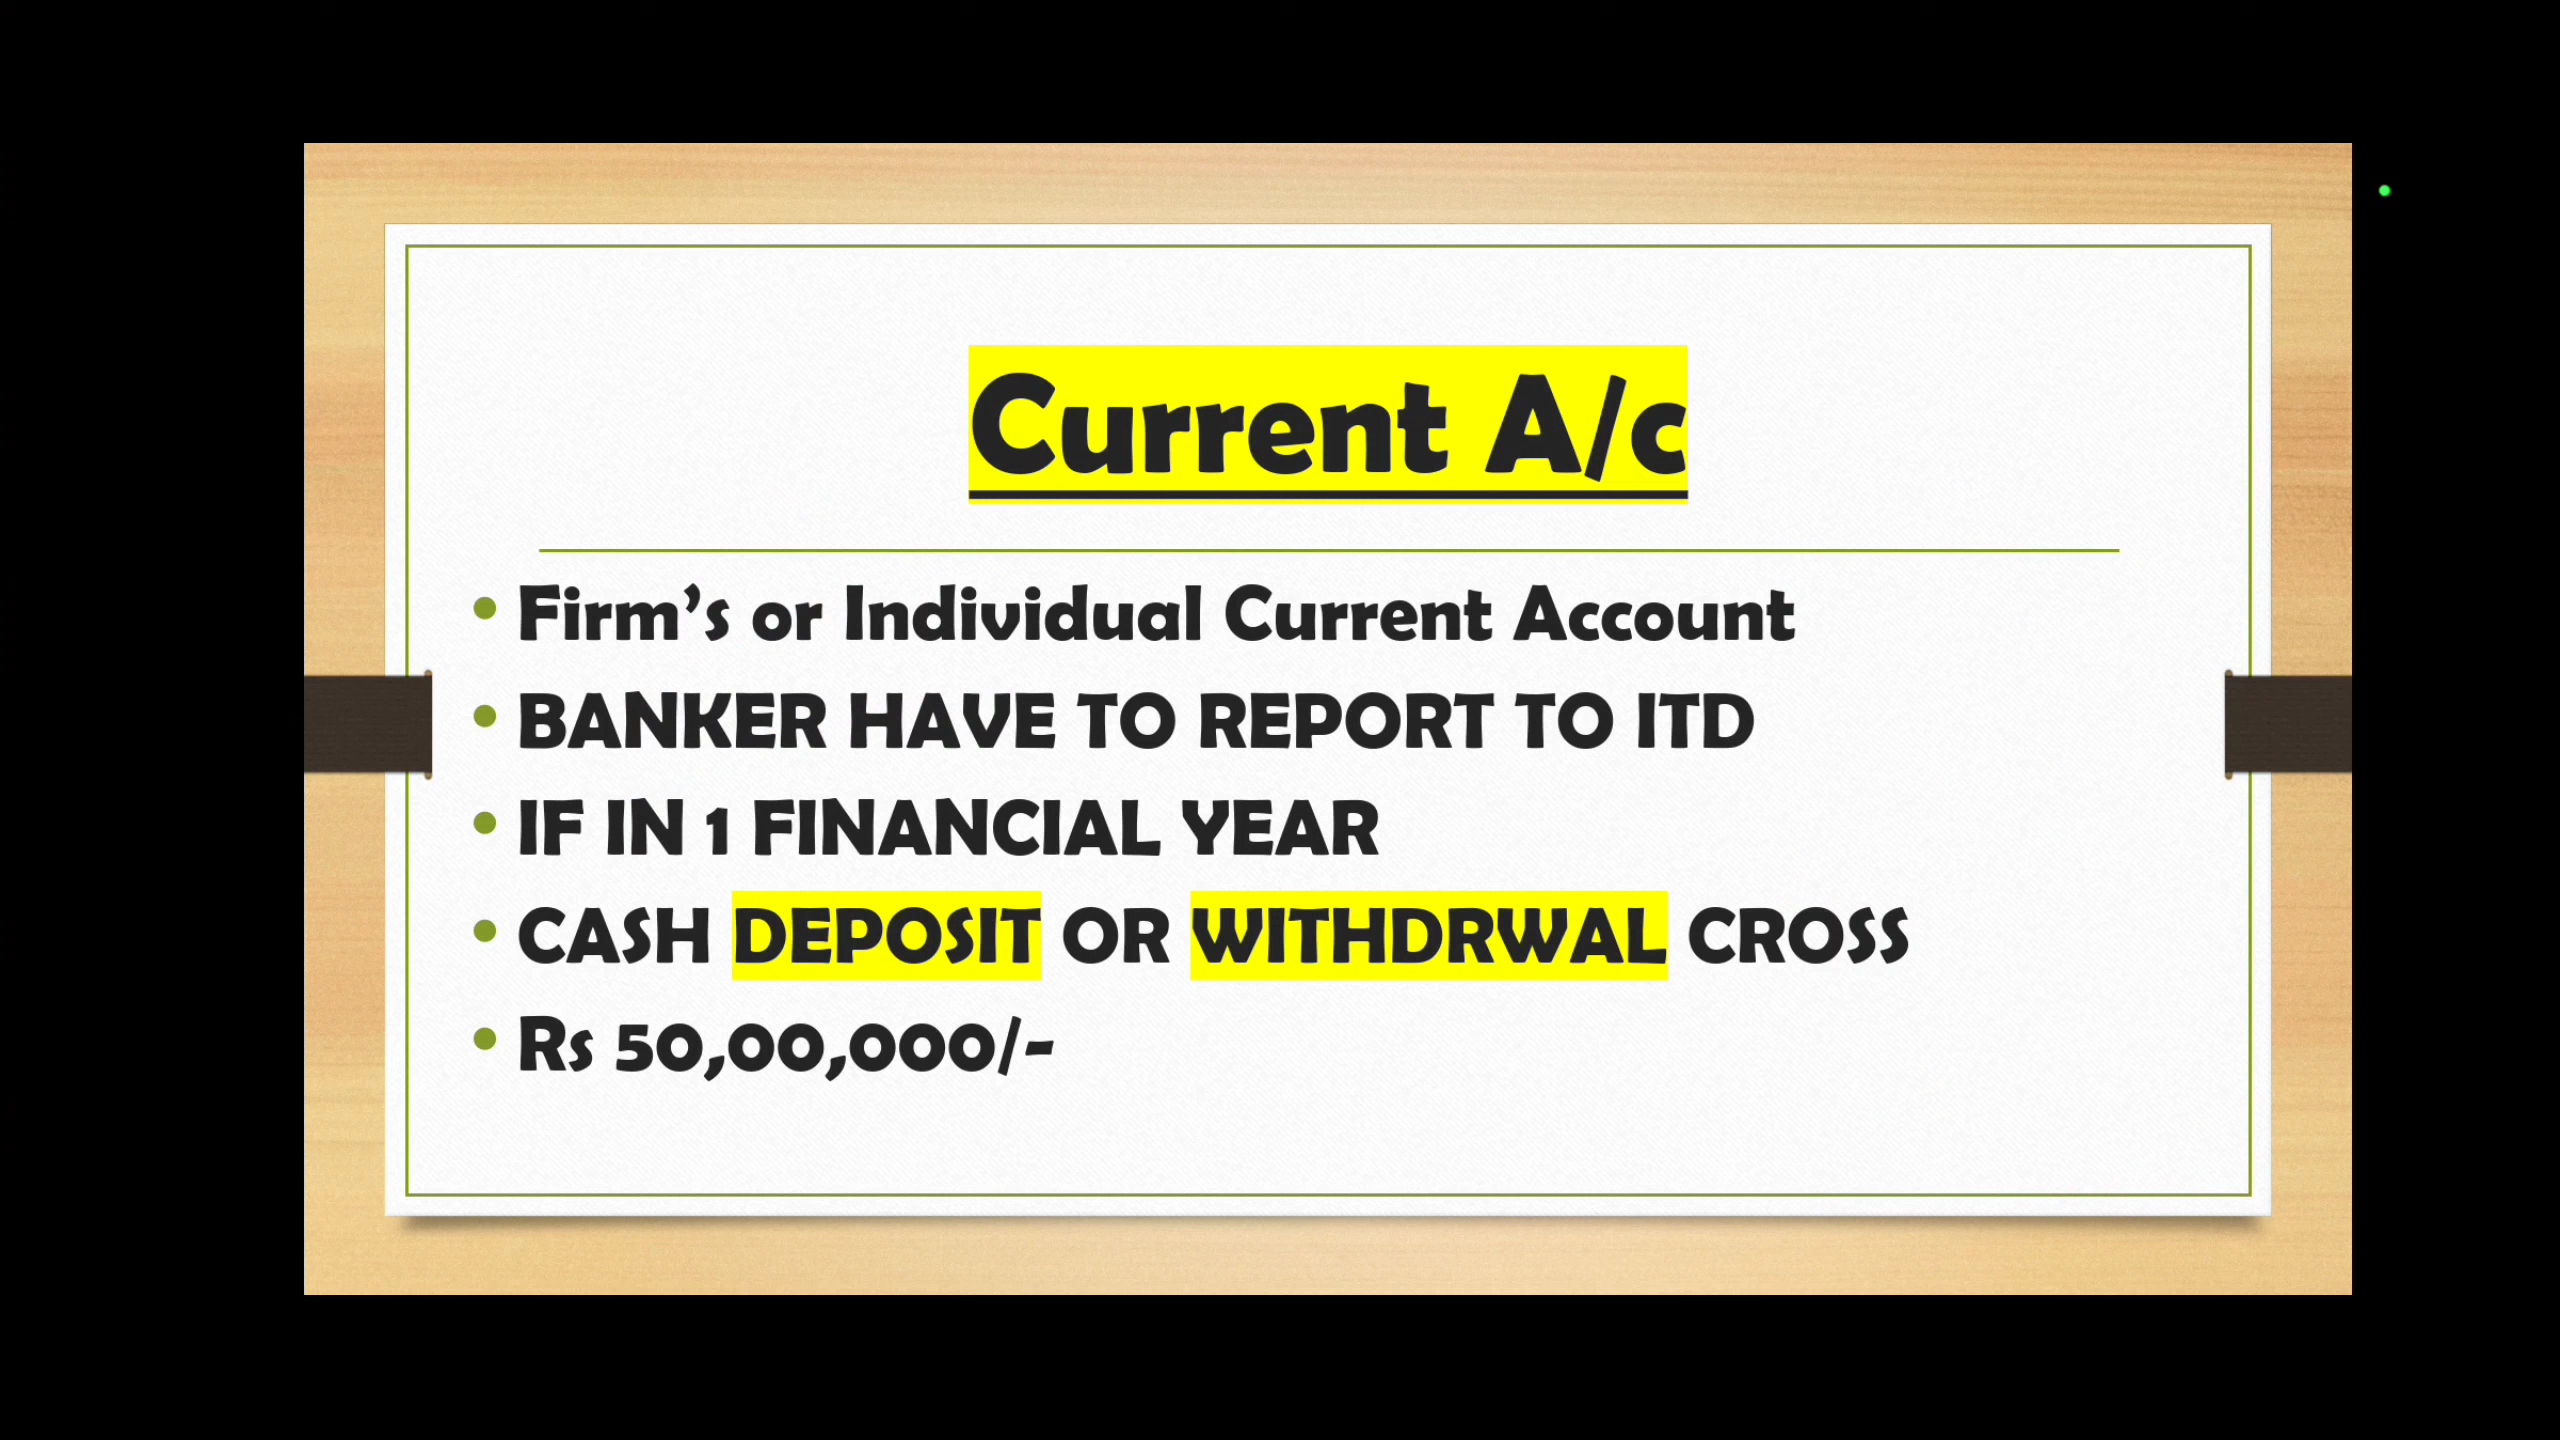 Current A/c
• Firm’s or Individual Current Account
• BANKER HAVE TO REPORT TO ITD
• IF IN 1 FINANCIAL YEAR
• CASH DEPOSIT OR WITHDRWAL CROSS
• Rs 50,00,000/-